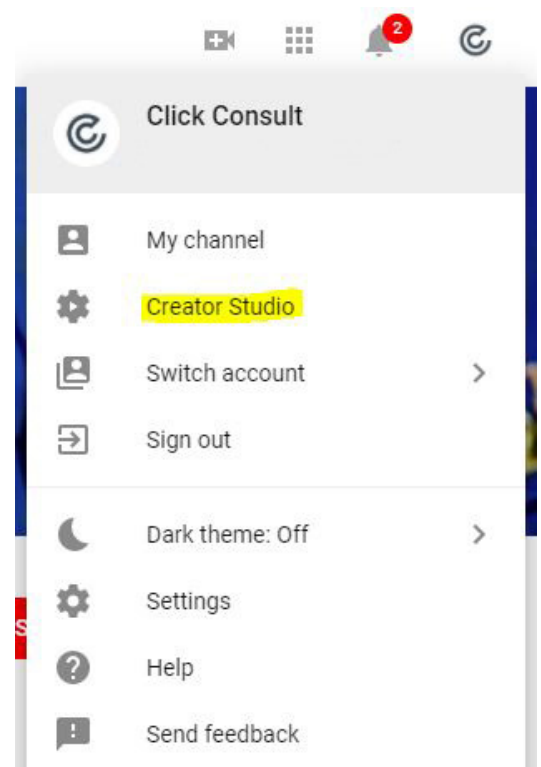 2
Click Consult
My channel
Creator Studio
Switch account
Sign out
Dark theme: Off
Settings
S
Help
Send feedback